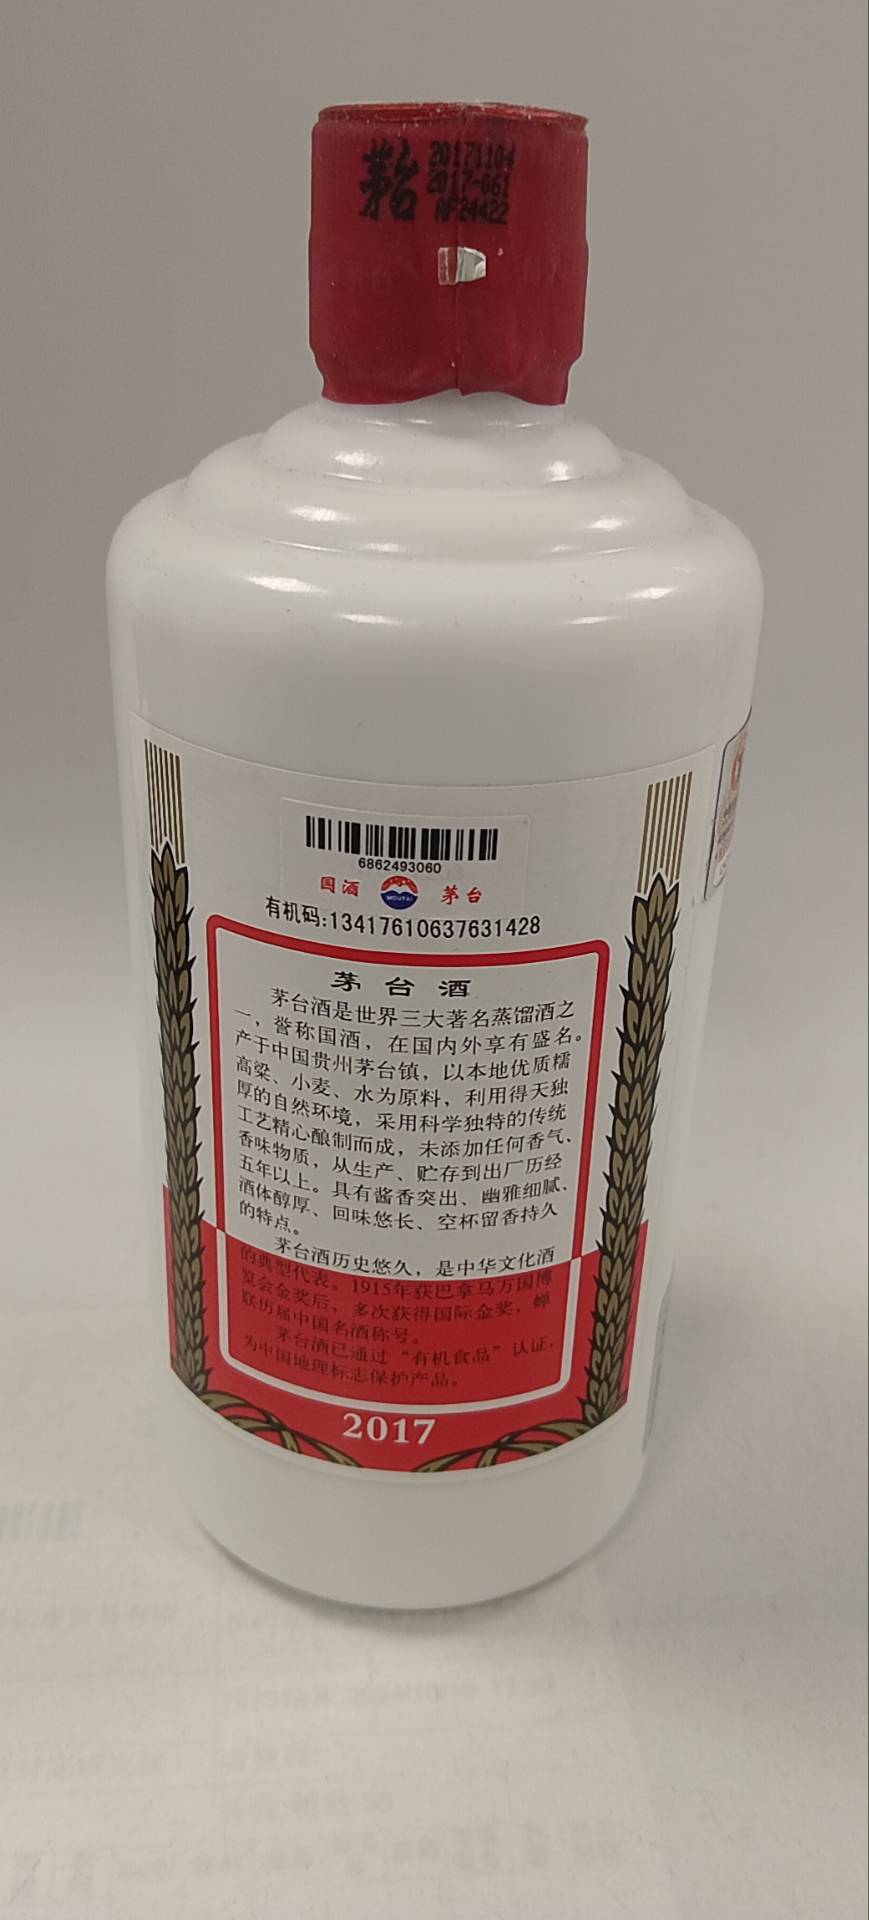 茅台
20171104
2017-061
AF24422
6862493060
国酒 MOUTAI 茅台
有机码:13417610637631428
茅台酒
茅台酒是世界三大著名蒸馏酒之
一，誉称国酒，在国内外享有盛名。
产于中国贵州茅台镇，以本地优质糯
高粱、小麦、水为原料，利用得天独
厚的自然环境，采用科学独特的传统
工艺精心酿制而成，未添加任何香气、
香味物质，从生产、贮存到出厂历经
五年以上。具有酱香突出、幽雅细腻、
酒体醇厚、回味悠长、空杯留香持久
的特点。
茅台酒历史悠久，是中华文化酒
的典型代表。1915年获巴拿马万国博
览会金奖后，多次获得国际金奖，蝉
联历届中国名酒称号。
茅台酒已通过“有机食品”认证，
为中国地理标志保护产品。
2017